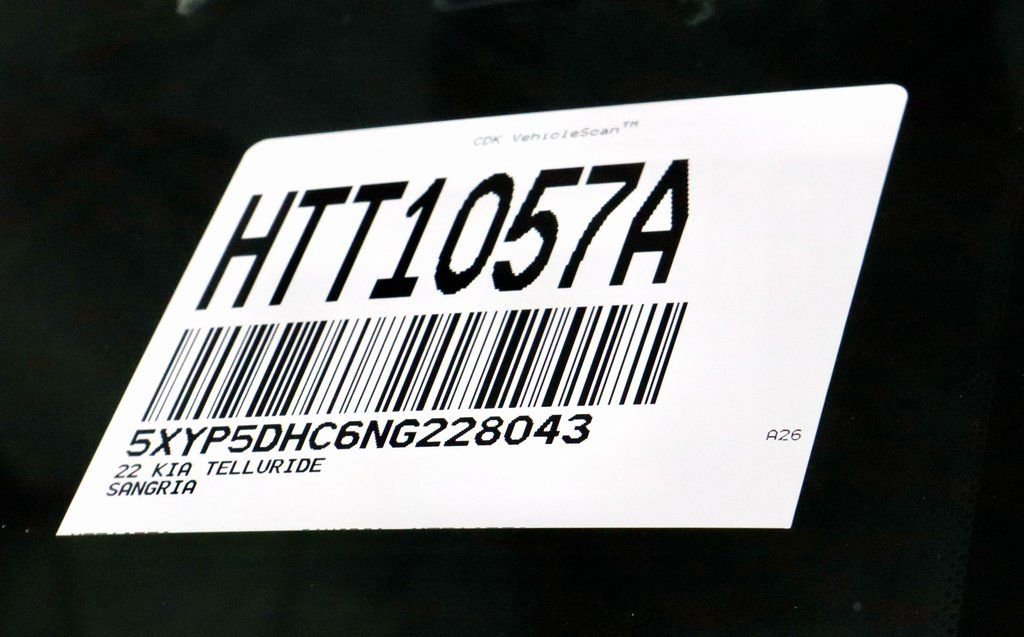 CDK VehicleScan™
HTT1057A
5XYP5DHC6NG228043
A26
22 KIA TELLURIDE
SANGRIA